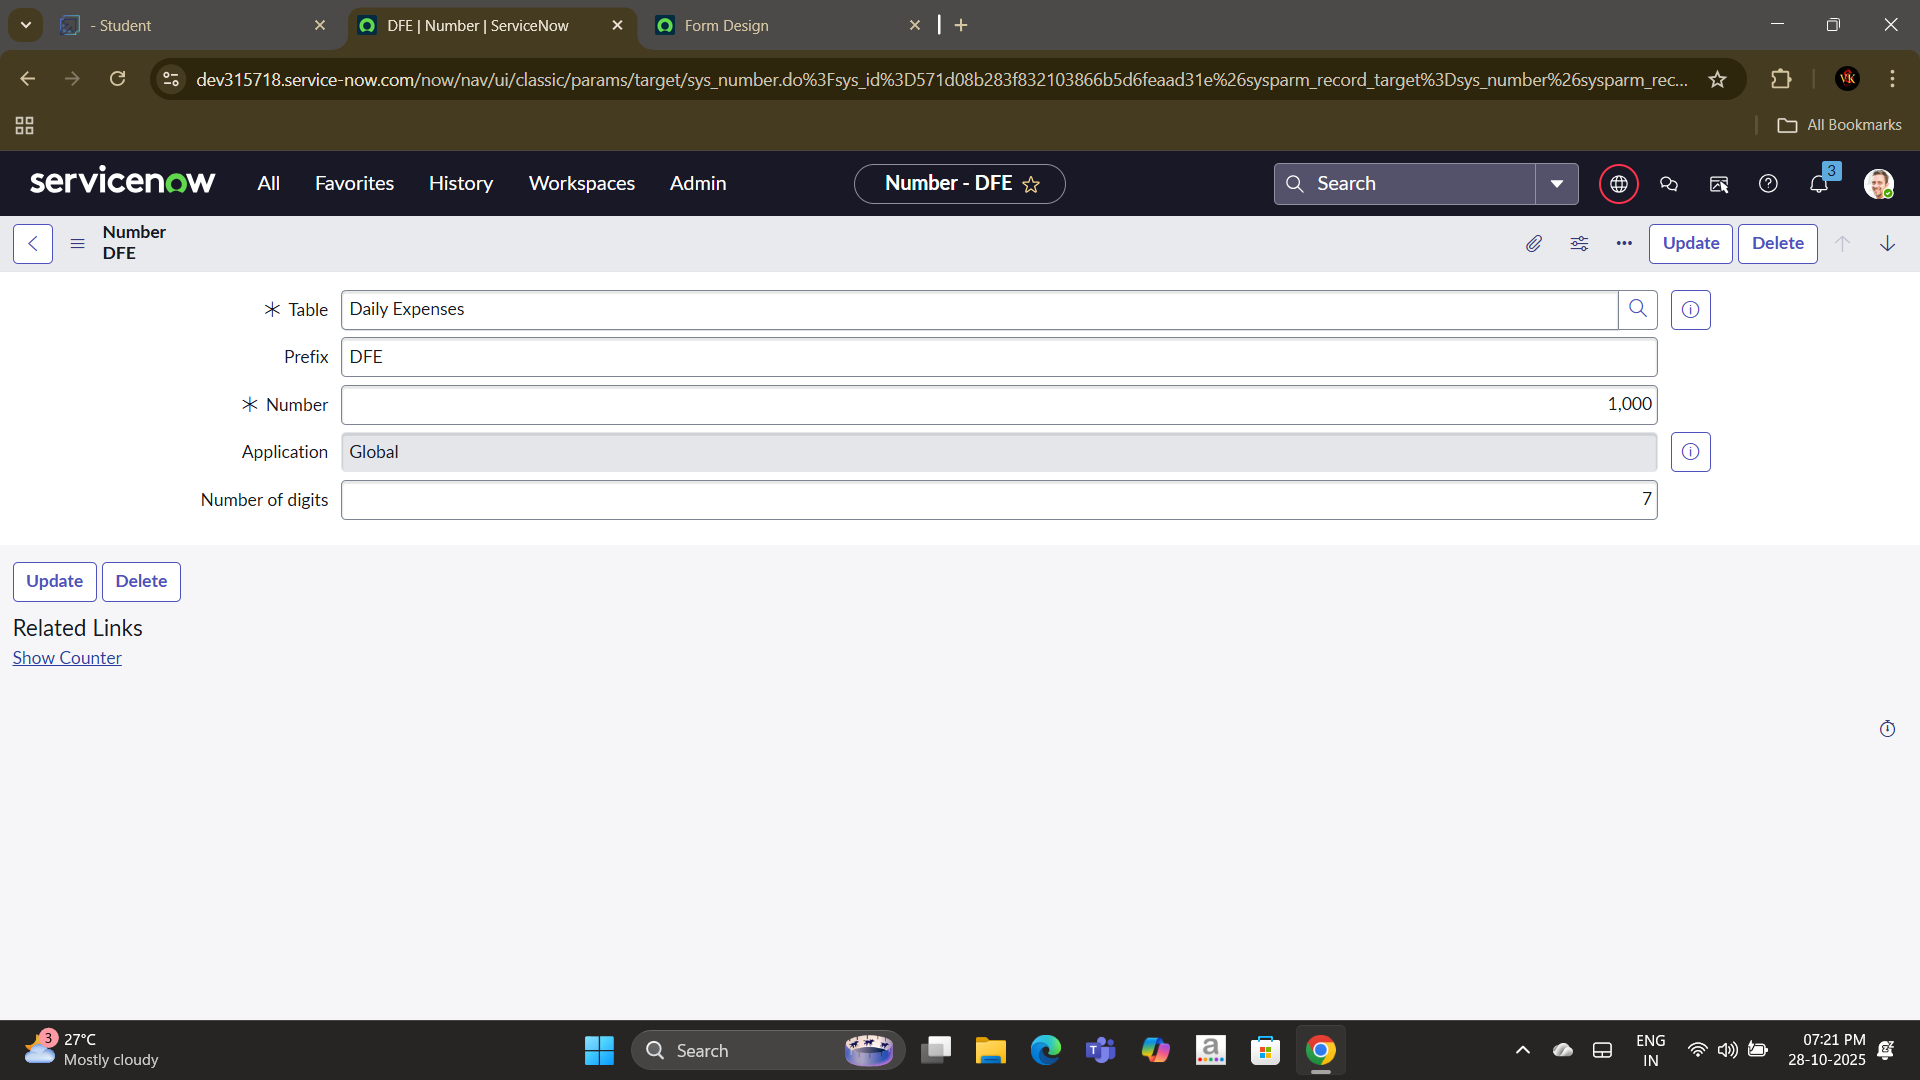 - Student
DFE | Number | ServiceNow
Form Design
dev315718.service-now.com/now/nav/ui/classic/params/target/sys_number.do%3Fsys_id%3D571d08b283f832103866b5d6feaad31e%26sysparm_record_target%3Dsys_number%26sysparm_rec...
VK
All Bookmarks
servicenow
All
Favorites
History
Workspaces
Admin
Number - DFE
Search
3
Number
DFE
Update
Delete
Table
Daily Expenses
Prefix
DFE
Number
1,000
Application
Global
Number of digits
7
Update
Delete
Related Links
Show Counter
3
27°C
Mostly cloudy
Search
ENG
IN
07:21 PM
28-10-2025